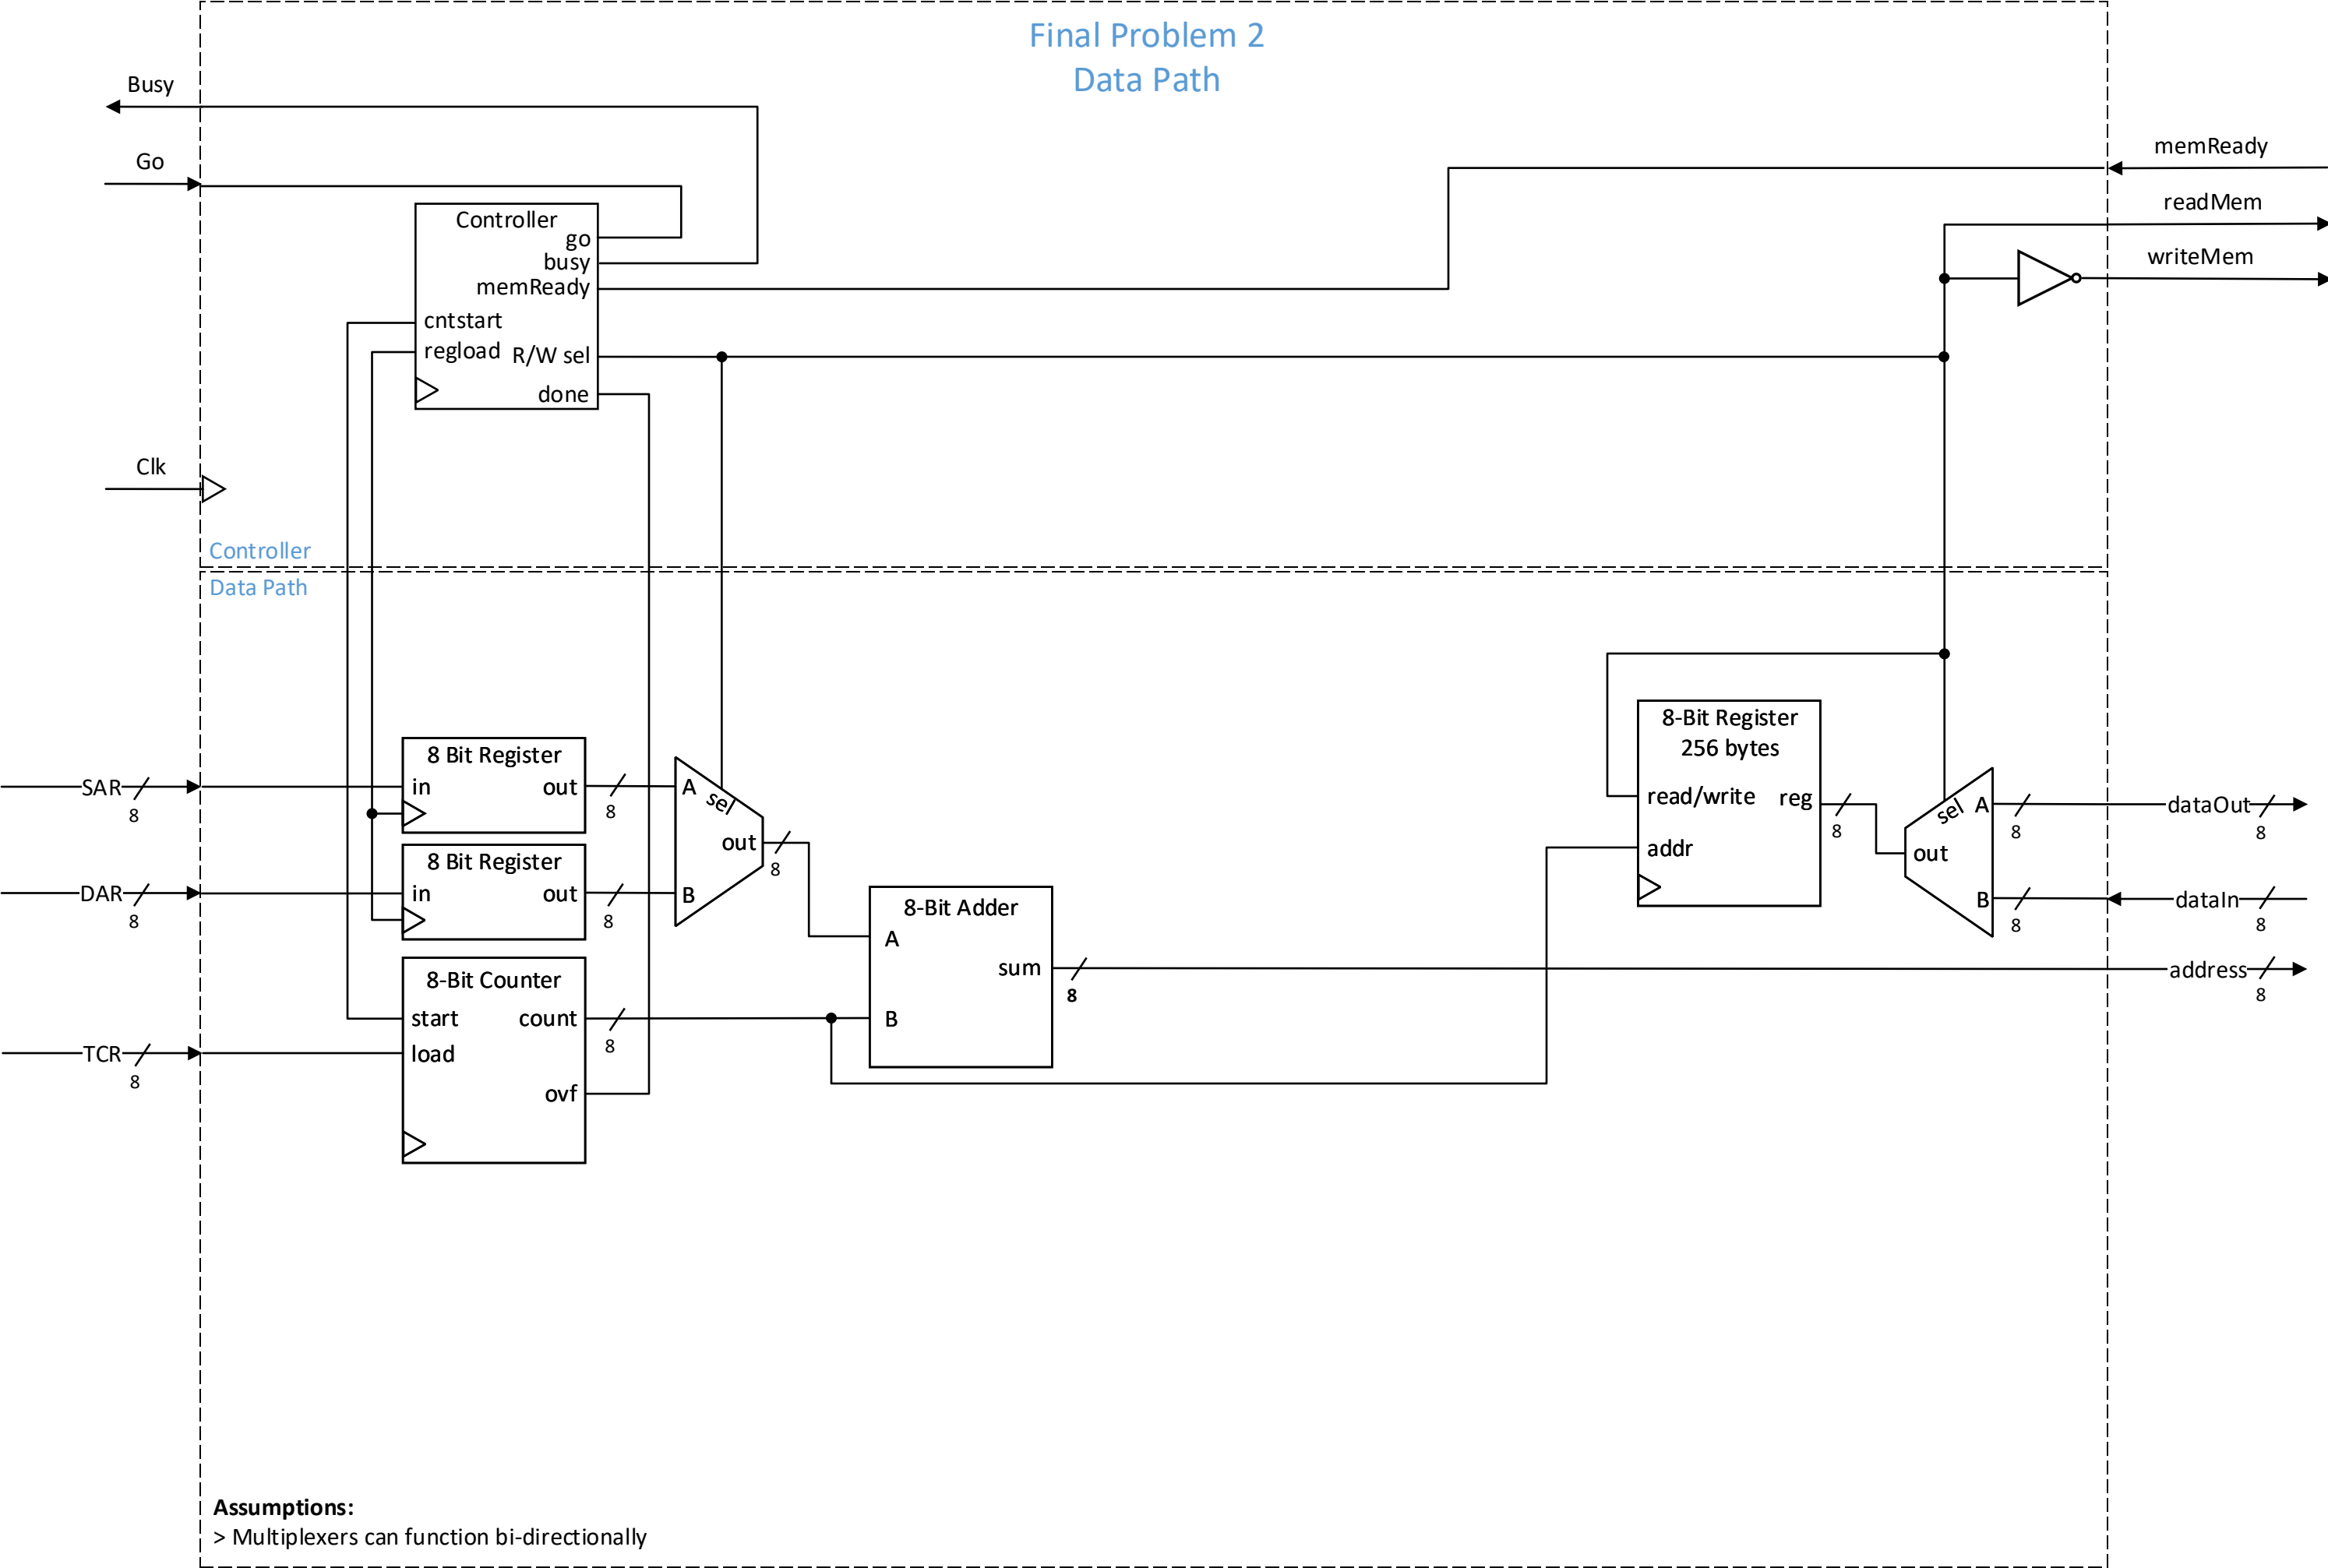 Final Problem 2
Data Path
Busy
Go
memReady
readMem
writeMem
Controller
go
busy
memReady
cntstart
regload
R/W sel
done
Clk
Controller
Data Path
SAR
8
8 Bit Register
in
out
8
DAR
8
8 Bit Register
in
out
8
A
sel
out
B
8
8-Bit Counter
start
count
8
load
ovf
TCR
8
8-Bit Adder
A
sum
B
8
8-Bit Register
256 bytes
read/write
reg
addr
8
sel
A
out
B
8
8
dataOut
8
dataIn
8
address
8
Assumptions:
> Multiplexers can function bi-directionally